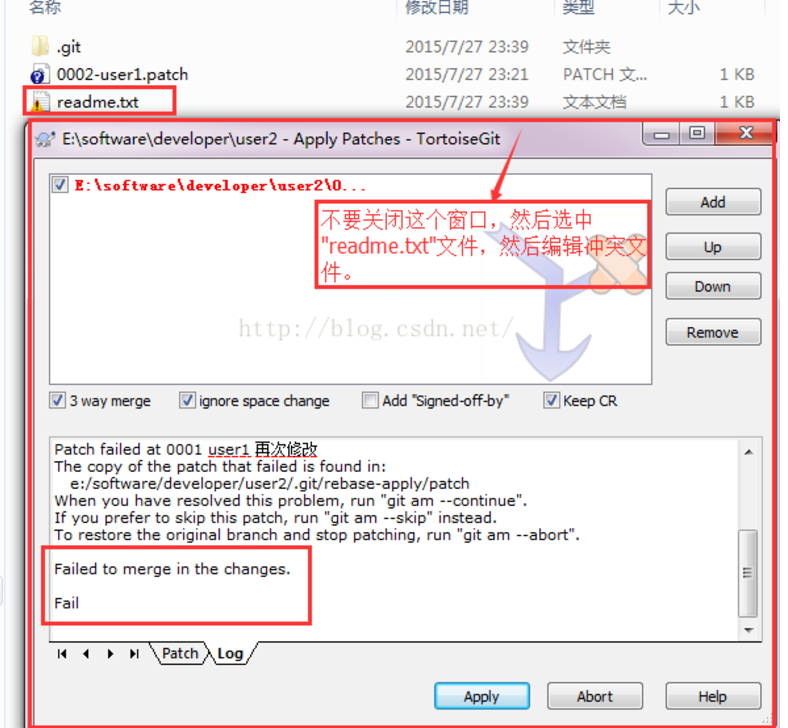 名称 修改日期 类型 大小
.git 2015/7/27 23:39 文件夹
0002-user1.patch 2015/7/27 23:21 PATCH 文... 1 KB
readme.txt 2015/7/27 23:39 文本文档 1 KB
E:\software\developer\user2 - Apply Patches - TortoiseGit
E:\software\developer\user2\0...
Add
不要关闭这个窗口，然后选中
"readme.txt"文件，然后编辑冲突文
件。
Up
Down
http://blog.csdn.net/
Remove
3 way merge ignore space change Add "Signed-off-by" Keep CR
Patch failed at 0001 user1 再次修改
The copy of the patch that failed is found in:
e:/software/developer/user2/.git/rebase-apply/patch
When you have resolved this problem, run "git am --continue".
If you prefer to skip this patch, run "git am --skip" instead.
To restore the original branch and stop patching, run "git am --abort".
Failed to merge in the changes.
Fail
Patch Log
Apply Abort Help